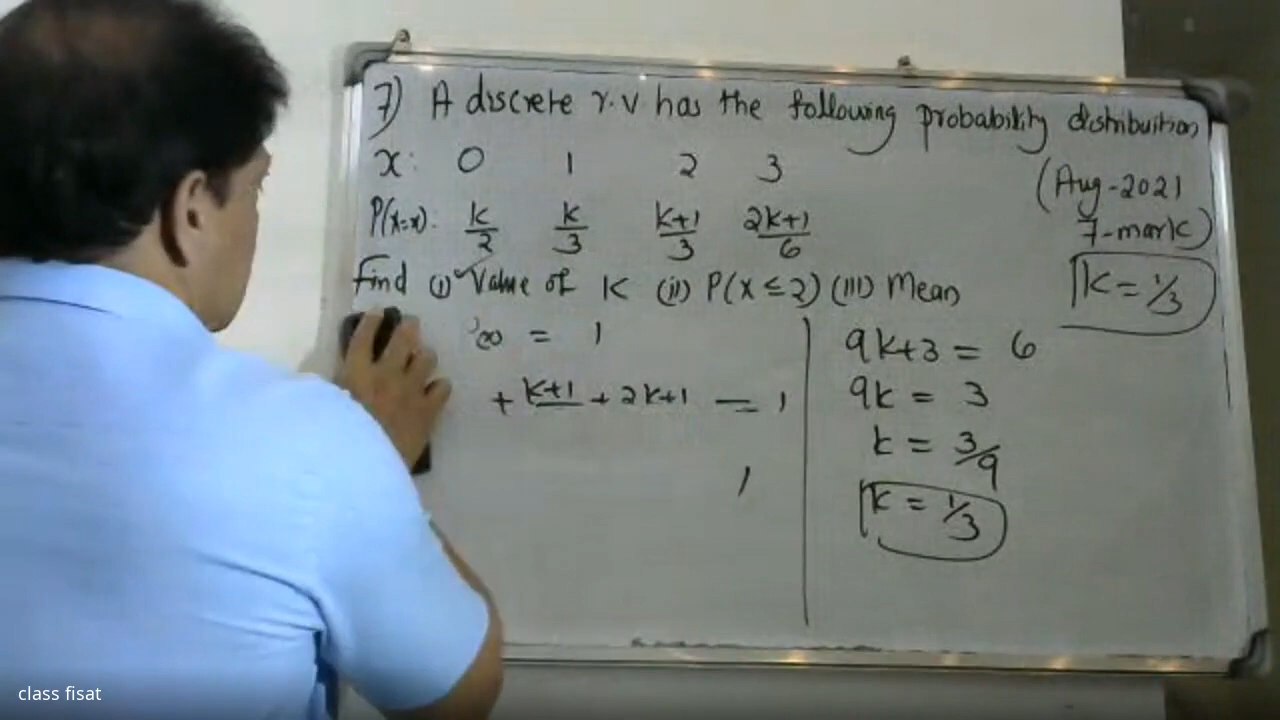 7) A discrete r.v has the following probability distribuition
x: 0 1 2 3
P(x=x): k/2 k/3 k+1/3 2k+1/6
(Aug-2021
7-mark)
Find (i) Value of K (ii) P(x≤2) (iii) Mean
k = 1/3
= 1
+ k+1 + 2k+1 = 1
1
9k+3 = 6
9k = 3
k = 3/9
k = 1/3
class fisat